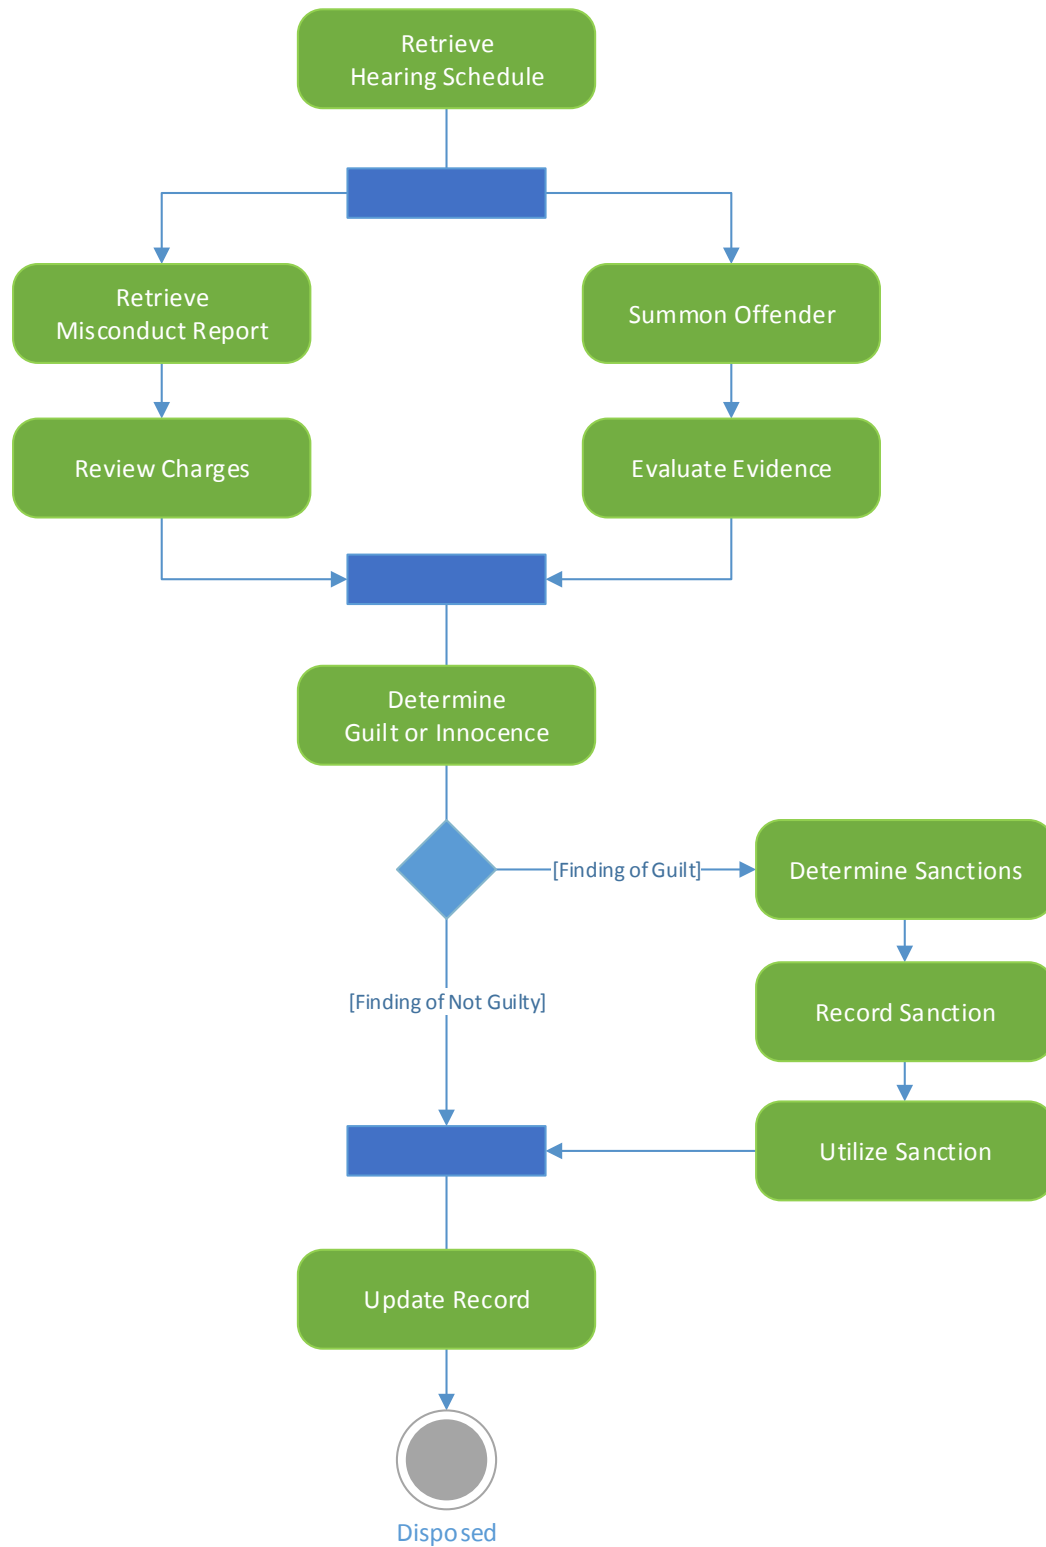 Retrieve
Hearing Schedule
Retrieve
Misconduct Report
Summon Offender
Review Charges
Evaluate Evidence
Determine
Guilt or Innocence
[Finding of Guilt]
Determine Sanctions
[Finding of Not Guilty]
Record Sanction
Utilize Sanction
Update Record
Disposed